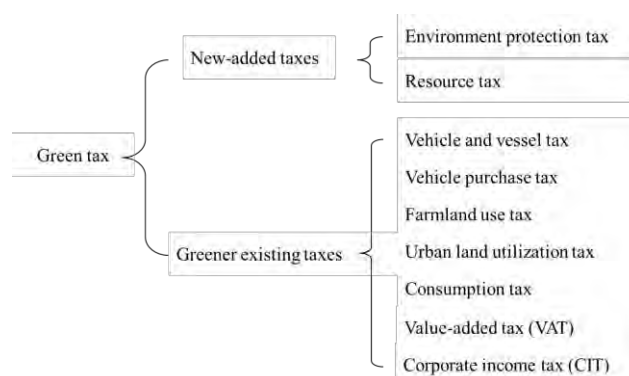 Environment protection tax
New-added taxes
Resource tax
Green tax
Vehicle and vessel tax
Vehicle purchase tax
Farmland use tax
Greener existing taxes
Urban land utilization tax
Consumption tax
Value-added tax (VAT)
Corporate income tax (CIT)